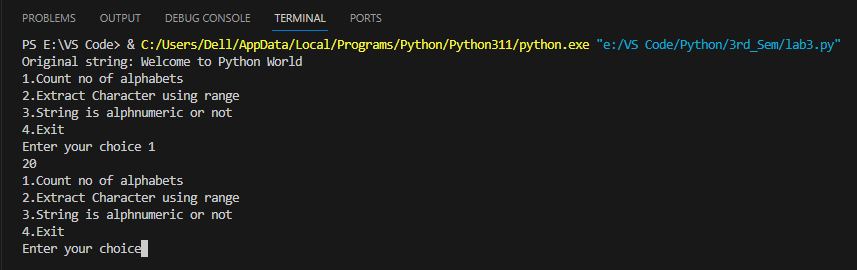 PROBLEMS OUTPUT DEBUG CONSOLE TERMINAL PORTS
PS E:\VS Code> & C:/Users/Dell/AppData/Local/Programs/Python/Python311/python.exe "e:/VS Code/Python/3rd_Sem/lab3.py"
Original string: Welcome to Python World
1.Count no of alphabets
2.Extract Character using range
3.String is alphnumeric or not
4.Exit
Enter your choice 1
20
1.Count no of alphabets
2.Extract Character using range
3.String is alphnumeric or not
4.Exit
Enter your choice